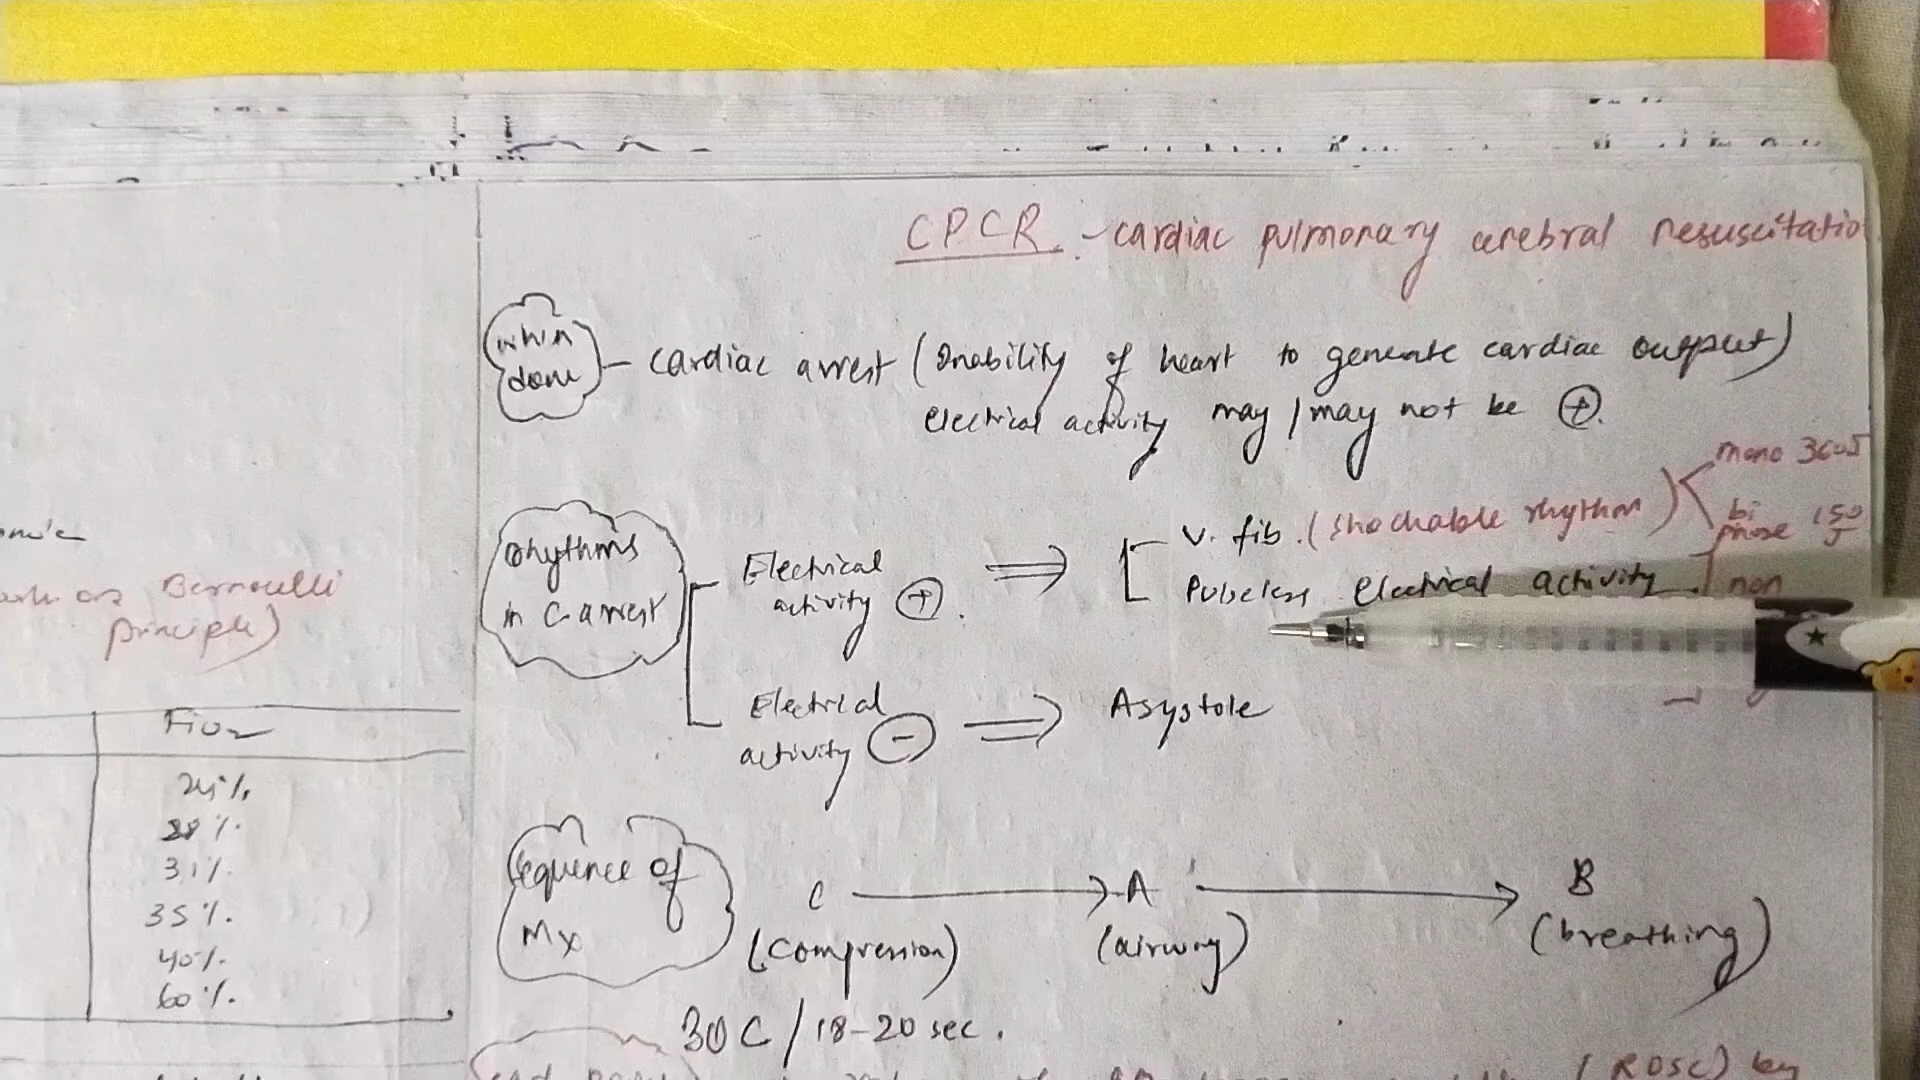 CPCR - cardiac pulmonary cerebral resuscitatio
when done - cardiac arrest (Inability of heart to generate cardiac output)
Electrical activity may / may not be ⊕.
Rhythms in C arrest
Electrical activity ⊕. ⇒ V. fib. (shockable rhythm) mono 360J
bi phase 150 J
Pulseless electrical activity non
Electrical activity ⊖ ⇒ Asystole
Sequence of Mx
C → A → B
(compression) (airway) (breathing)
30 C / 18-20 sec.
(ROSC) by
Bernoulli
principle)
FiO2
24%.
28%.
31%.
35%.
40%.
60%.